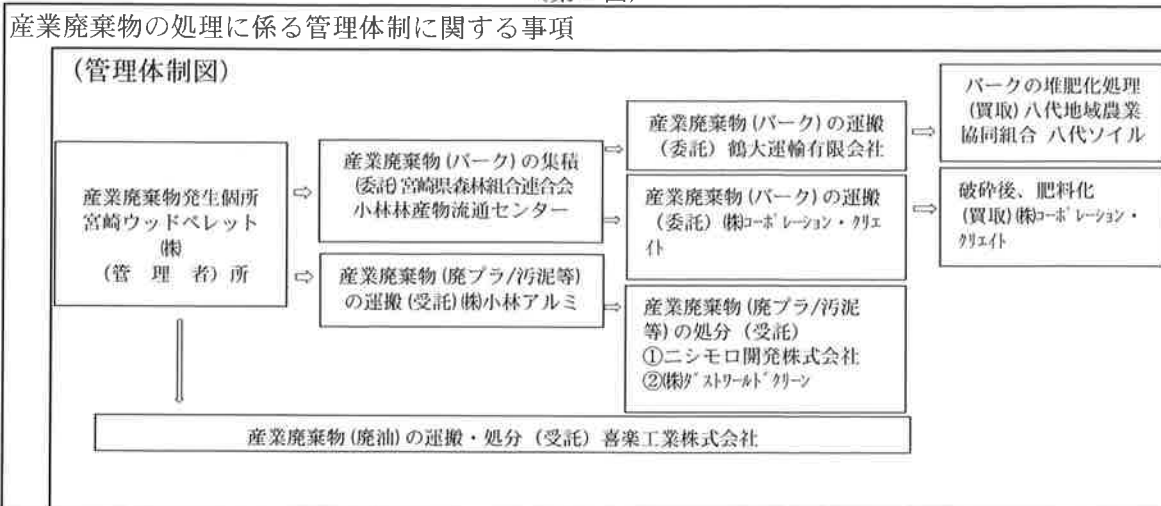 産業廃棄物の処理に係る管理体制に関する事項
(管理体制図)
産業廃棄物発生個所
宮崎ウッドペレット
㈱
(管 理 者) 所
産業廃棄物(バーク)の集積
(委託)宮崎県森林組合連合会
小林林産物流通センター
産業廃棄物(廃プラ/汚泥等)
の運搬(受託)㈱小林アルミ
産業廃棄物(バーク)の運搬
(委託) 鶴大運輸有限会社
産業廃棄物(バーク)の運搬
(委託) ㈱コーポレーション・クリエ
イト
産業廃棄物(廃プラ/汚泥
等)の処分(受託)
①ニシモロ開発株式会社
②㈱ダストワールドクリーン
バークの堆肥化処理
(買取)八代地域農業
協同組合 八代ソイル
破砕後、肥料化
(買取)㈱コーポレーション・
クリエイト
産業廃棄物(廃油)の運搬・処分(受託)喜楽工業株式会社